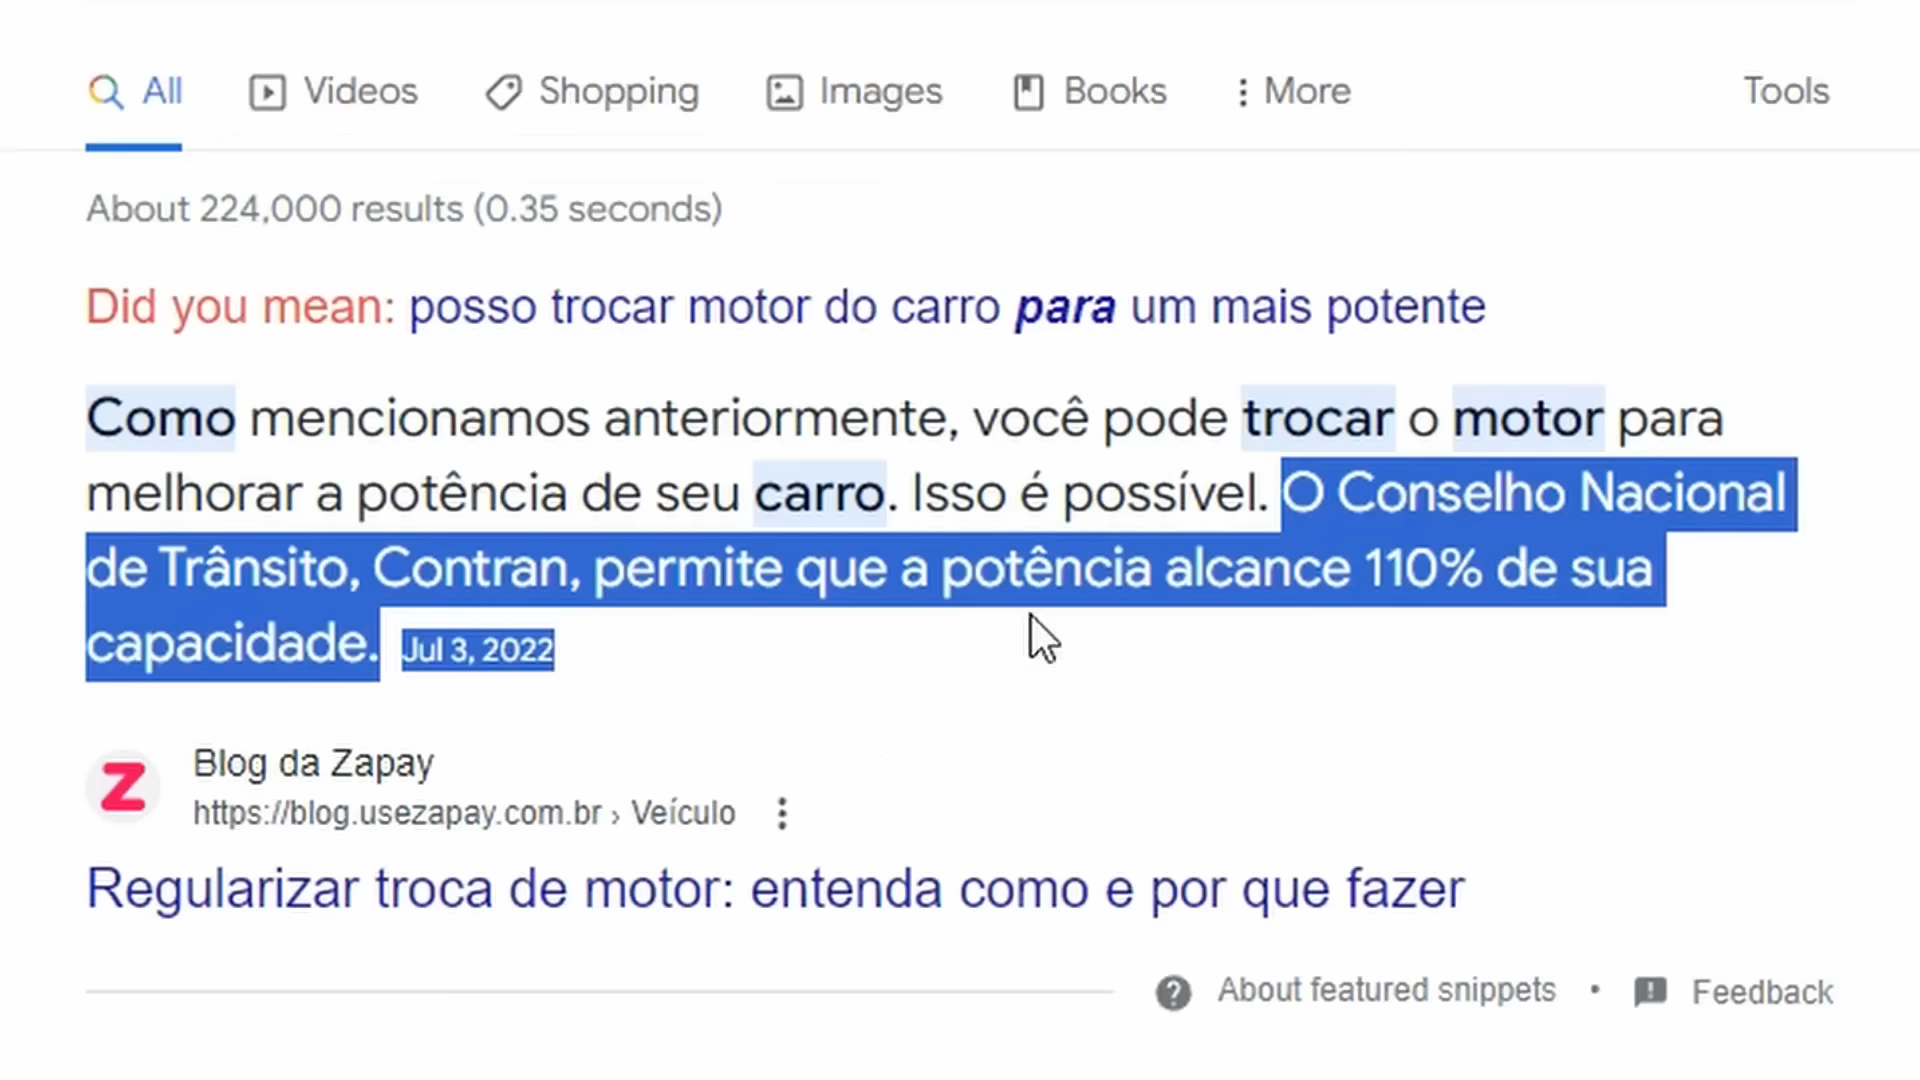 All Videos Shopping Images Books More Tools
About 224,000 results (0.35 seconds)
Did you mean: posso trocar motor do carro para um mais potente
Como mencionamos anteriormente, você pode trocar o motor para
melhorar a potência de seu carro. Isso é possível. O Conselho Nacional
de Trânsito, Contran, permite que a potência alcance 110% de sua
capacidade. Jul 3, 2022
Blog da Zapay
https://blog.usezapay.com.br › Veículo
Regularizar troca de motor: entenda como e por que fazer
About featured snippets • Feedback